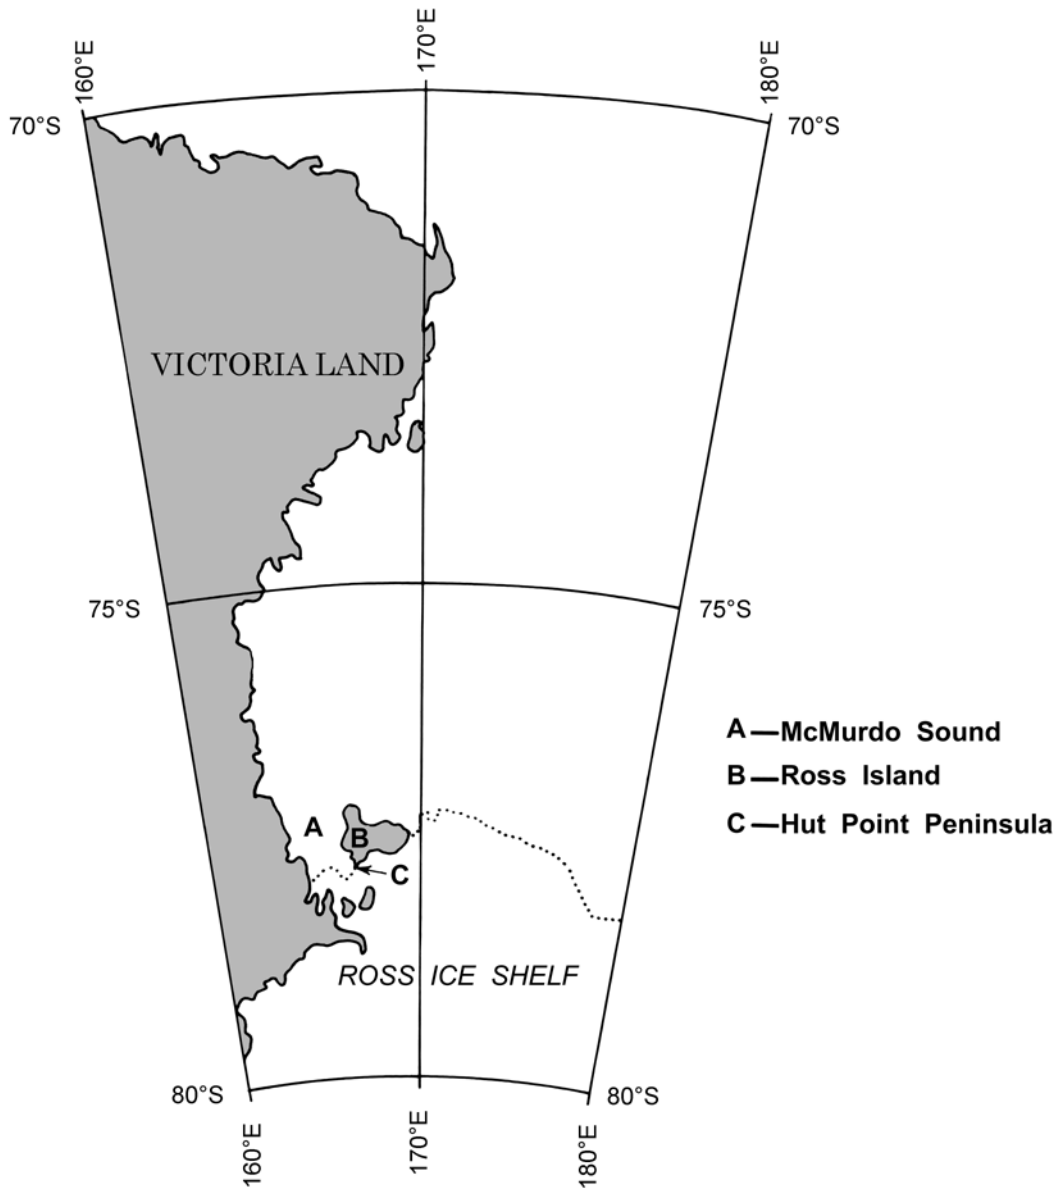 160°E
170°E
180°E
70°S
70°S
VICTORIA LAND
75°S
75°S
A — McMurdo Sound
B — Ross Island
C — Hut Point Peninsula
A
B
C
ROSS ICE SHELF
80°S
80°S
160°E
170°E
180°E